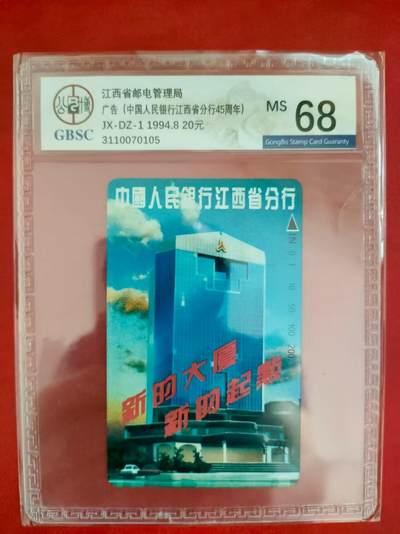 江西省邮电管理局
广告（中国人民银行江西省分行45周年）
JX-DZ-1 1994.8 20元
3110070105
GBSC
MS 68
GongBo Stamp Card Guaranty
中國人民銀行江西省分行
新的大厦
新的起點